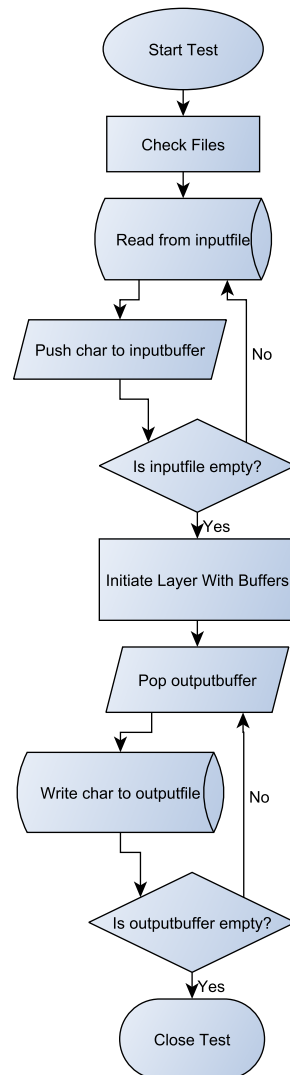 Start Test
Check Files
Read from inputfile
Push char to inputbuffer
No
Is inputfile empty?
Yes
Initiate Layer With Buffers
Pop outputbuffer
Write char to outputfile
No
Is outputbuffer empty?
Yes
Close Test